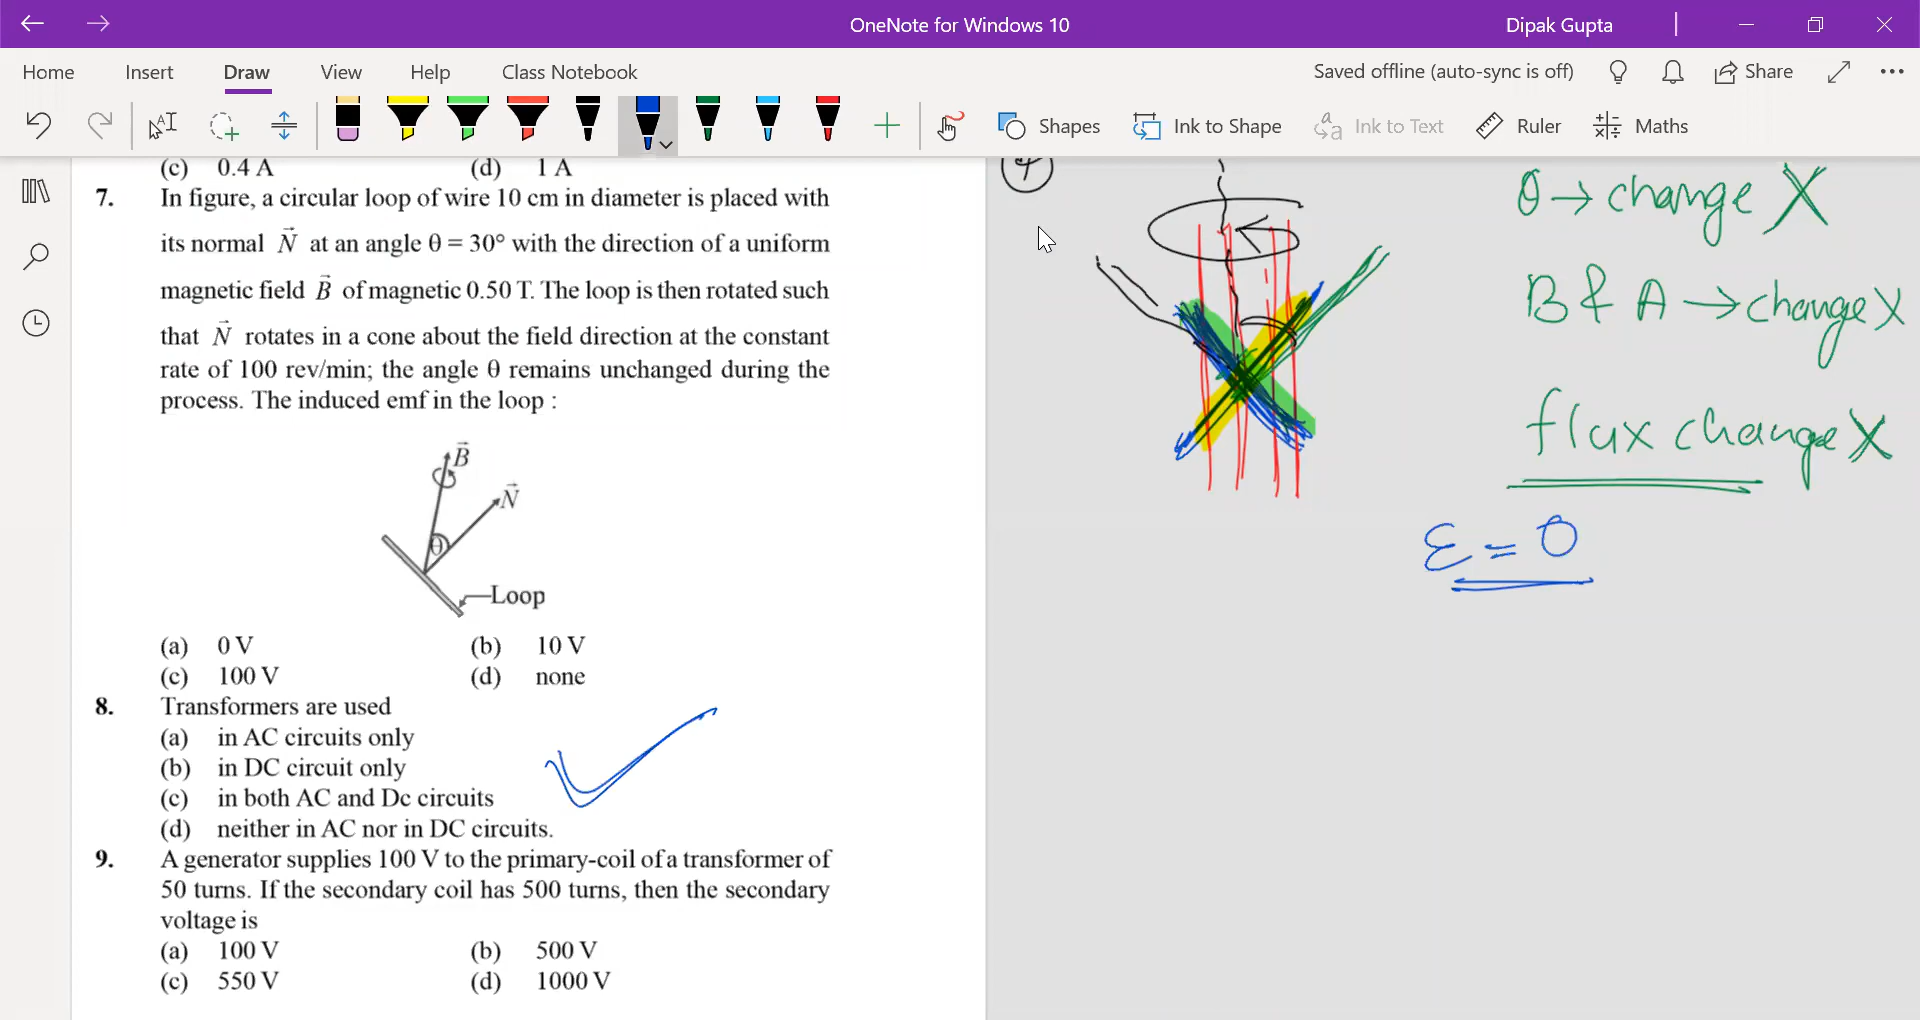 OneNote for Windows 10
Dipak Gupta
Home Insert Draw View Help Class Notebook
Saved offline (auto-sync is off) Share
Shapes Ink to Shape Ink to Text Ruler Maths
(c) 0.4 A (d) 1 A
7. In figure, a circular loop of wire 10 cm in diameter is placed with
its normal N⃗ at an angle θ = 30° with the direction of a uniform
magnetic field B⃗ of magnetic 0.50 T. The loop is then rotated such
that N⃗ rotates in a cone about the field direction at the constant
rate of 100 rev/min; the angle θ remains unchanged during the
process. The induced emf in the loop :
B⃗
N⃗
θ
Loop
(a) 0 V (b) 10 V
(c) 100 V (d) none
8. Transformers are used
(a) in AC circuits only
(b) in DC circuit only
(c) in both AC and Dc circuits
(d) neither in AC nor in DC circuits.
9. A generator supplies 100 V to the primary-coil of a transformer of
50 turns. If the secondary coil has 500 turns, then the secondary
voltage is
(a) 100 V (b) 500 V
(c) 550 V (d) 1000 V
θ → change X
B & A → change X
flux change X
ε = 0